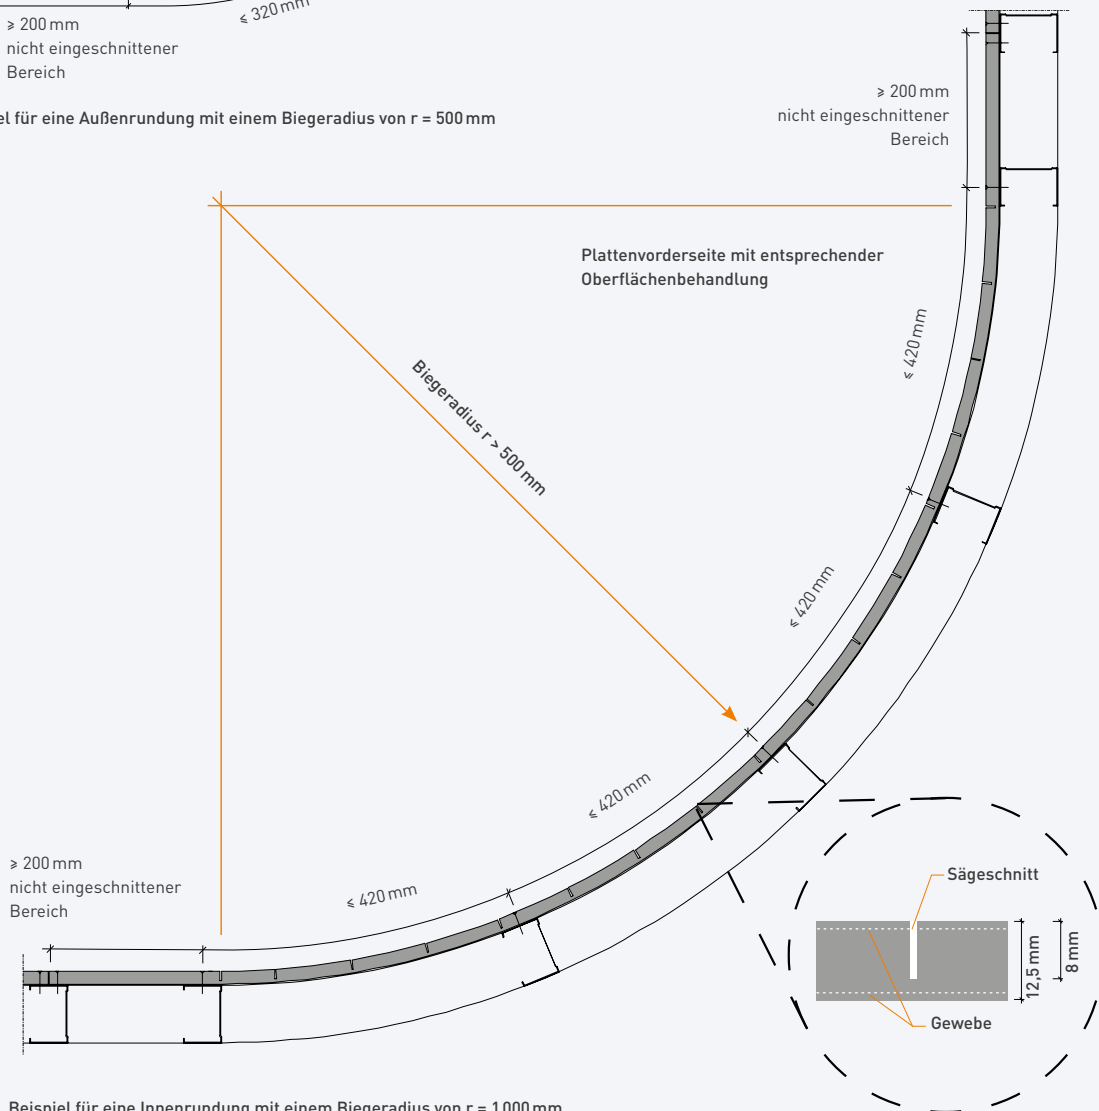 ≤ 320 mm
≥ 200 mm
nicht eingeschnittener
Bereich
el für eine Außenrundung mit einem Biegeradius von r = 500 mm
≥ 200 mm
nicht eingeschnittener
Bereich
Plattenvorderseite mit entsprechender
Oberflächenbehandlung
≤ 420 mm
Biegeradius r > 500 mm
≤ 420 mm
≤ 420 mm
≤ 420 mm
≥ 200 mm
nicht eingeschnittener
Bereich
Sägeschnitt
12,5 mm
8 mm
Gewebe
Beispiel für eine Innenrundung mit einem Biegeradius von r = 1000 mm